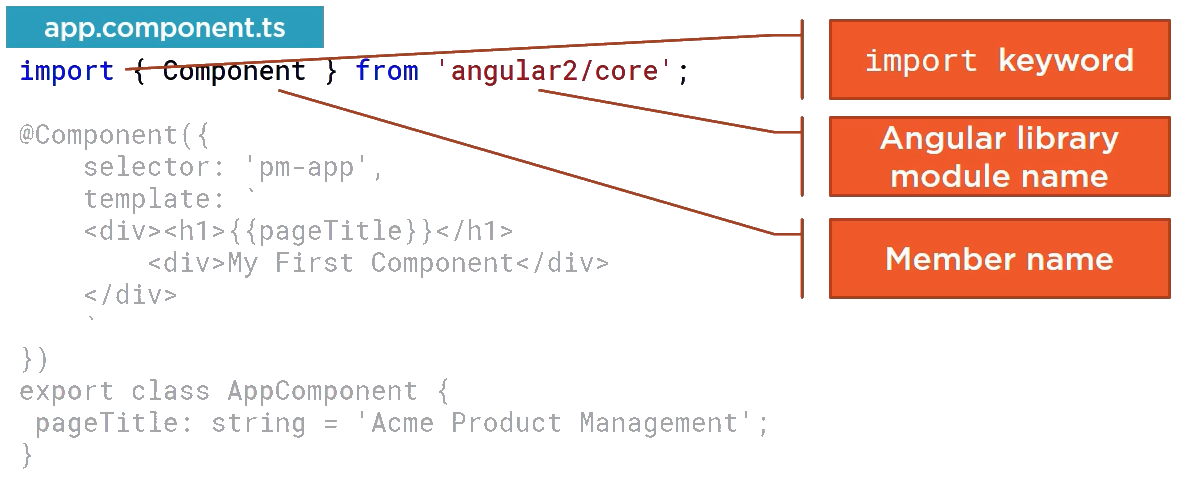 app.component.ts
import { Component } from 'angular2/core';
@Component({
    selector: 'pm-app',
    template: `
    <div><h1>{{pageTitle}}</h1>
        <div>My First Component</div>
    </div>
    `
})
export class AppComponent {
 pageTitle: string = 'Acme Product Management';
}
import keyword
Angular library
module name
Member name